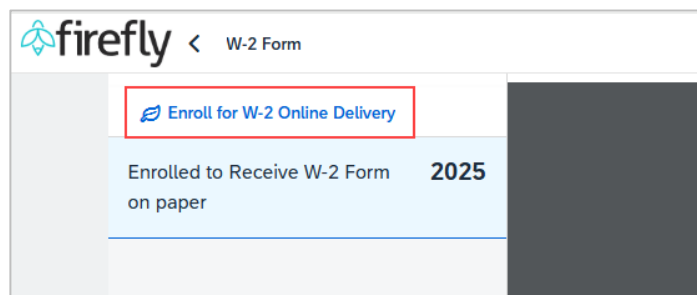 firefly
W-2 Form
Enroll for W-2 Online Delivery
Enrolled to Receive W-2 Form 2025
on paper